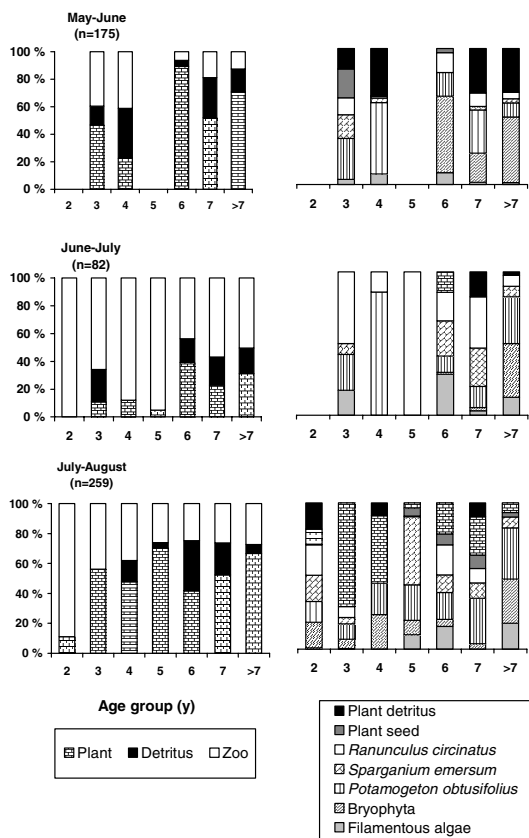 May-June
(n=175)
100 %
80 %
60 %
40 %
20 %
0 %
2 3 4 5 6 7 >7
2 3 4 5 6 7 >7
June-July
(n=82)
100 %
80 %
60 %
40 %
20 %
0 %
2 3 4 5 6 7 >7
2 3 4 5 6 7 >7
July-August
(n=259)
100 %
80 %
60 %
40 %
20 %
0 %
2 3 4 5 6 7 >7
2 3 4 5 6 7 >7
Age group (y)
Plant Detritus Zoo
Plant detritus
Plant seed
Ranunculus circinatus
Sparganium emersum
Potamogeton obtusifolius
Bryophyta
Filamentous algae